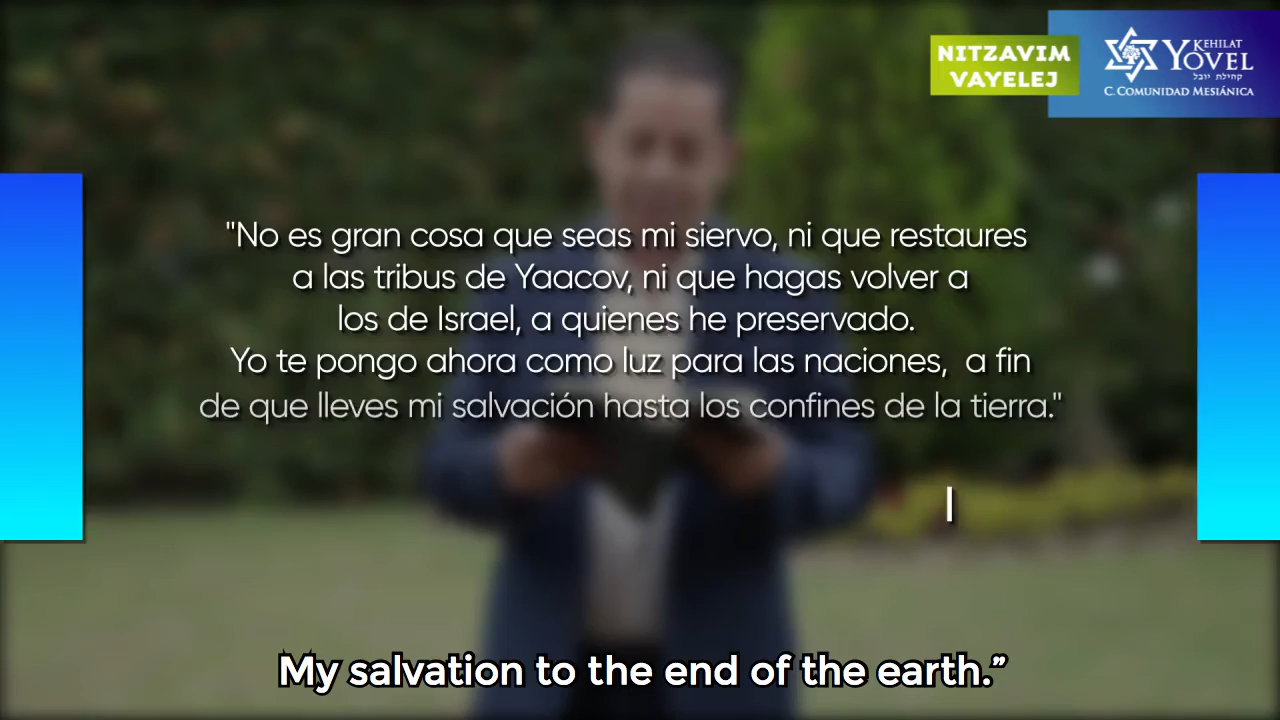 NITZAVIM
VAYELEJ
KEHILAT
YOVEL
קהילת יובל
C. COMUNIDAD MESIÁNICA
"No es gran cosa que seas mi siervo, ni que restaures
a las tribus de Yaacov, ni que hagas volver a
los de Israel, a quienes he preservado.
Yo te pongo ahora como luz para las naciones,  a fin
de que lleves mi salvación hasta los confines de la tierra."
I
My salvation to the end of the earth.”